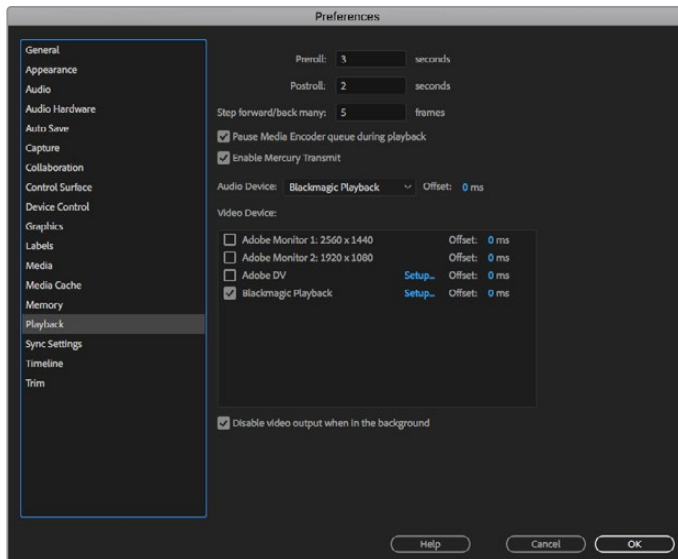 Preferences
General
Appearance
Audio
Audio Hardware
Auto Save
Capture
Collaboration
Control Surface
Device Control
Graphics
Labels
Media
Media Cache
Memory
Playback
Sync Settings
Timeline
Trim
Preroll: 3 seconds
Postroll: 2 seconds
Step forward/back many: 5 frames
Pause Media Encoder queue during playback
Enable Mercury Transmit
Audio Device: Blackmagic Playback Offset: 0 ms
Video Device:
Adobe Monitor 1: 2560 x 1440 Offset: 0 ms
Adobe Monitor 2: 1920 x 1080 Offset: 0 ms
Adobe DV Setup... Offset: 0 ms
Blackmagic Playback Setup... Offset: 0 ms
Disable video output when in the background
Help Cancel OK